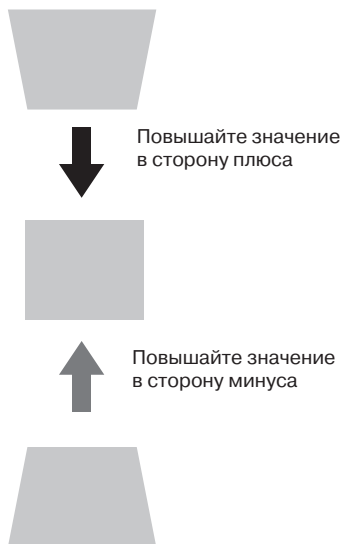 Повышайте значение
в сторону плюса
Повышайте значение
в сторону минуса